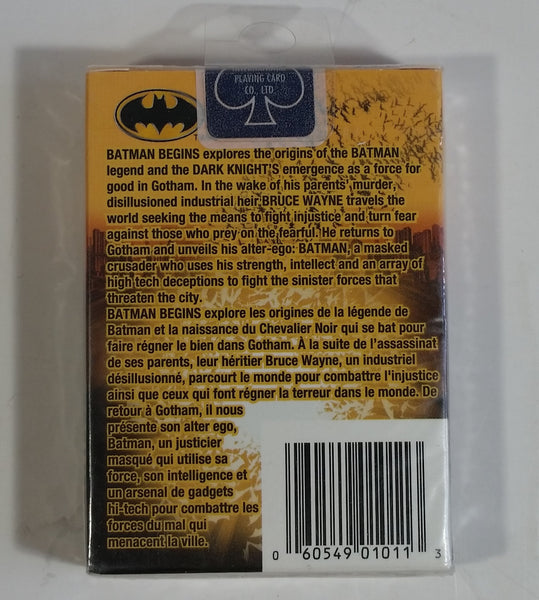 PLAYING CARD
CO., LTD
BATMAN BEGINS explores the origins of the BATMAN
legend and the DARK KNIGHT'S emergence as a force for
good in Gotham. In the wake of his parents' murder,
disillusioned industrial heir BRUCE WAYNE travels the
world seeking the means to fight injustice and turn fear
against those who prey on the fearful. He returns to
Gotham and unveils his alter-ego: BATMAN, a masked
crusader who uses his strength, intellect and an array of
high tech deceptions to fight the sinister forces that
threaten the city.
BATMAN BEGINS explore les origines de la légende de
Batman et la naissance du Chevalier Noir qui se bat pour
faire régner le bien dans Gotham. À la suite de l'assassinat
de ses parents, leur héritier Bruce Wayne, un industriel
désillusionné, parcourt le monde pour combattre l'injustice
ainsi que ceux qui font régner la terreur dans le monde. De
retour à Gotham, il nous
présente son alter ego,
Batman, un justicier
masqué qui utilise sa
force, son intelligence et
un arsenal de gadgets
hi-tech pour combattre les
forces du mal qui
menacent la ville.
0 60549 01011 3